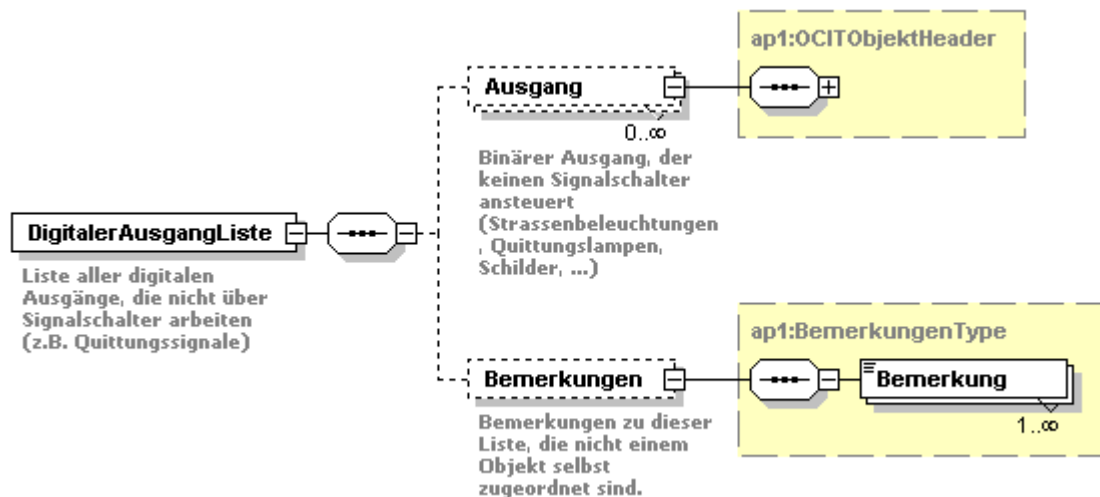 ap1:OCITObjektHeader
Ausgang
0..∞
Binärer Ausgang, der
keinen Signalschalter
ansteuert
(Strassenbeleuchtungen
, Quittungslampen,
Schilder, ...)
DigitalerAusgangListe
Liste aller digitalen
Ausgänge, die nicht über
Signalschalter arbeiten
(z.B. Quittungssignale)
ap1:BemerkungenType
Bemerkungen
Bemerkung
1..∞
Bemerkungen zu dieser
Liste, die nicht einem
Objekt selbst
zugeordnet sind.